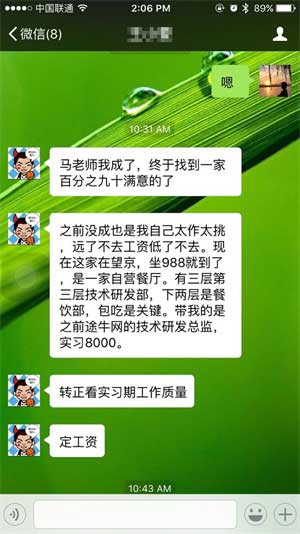 中国联通
2:06 PM
89%
微信(8)
嗯
10:31 AM
马老师我成了，终于找到一家
百分之九十满意的了
之前没成也是我自己太作太挑
，远了不去工资低了不去。现
在这家在望京，坐988就到了
，是一家自营餐厅。有三层第
三层技术研发部，下两层是餐
饮部，包吃是关键。带我的是
之前途牛网的技术研发总监，
实习8000。
转正看实习期工作质量
定工资
10:43 AM